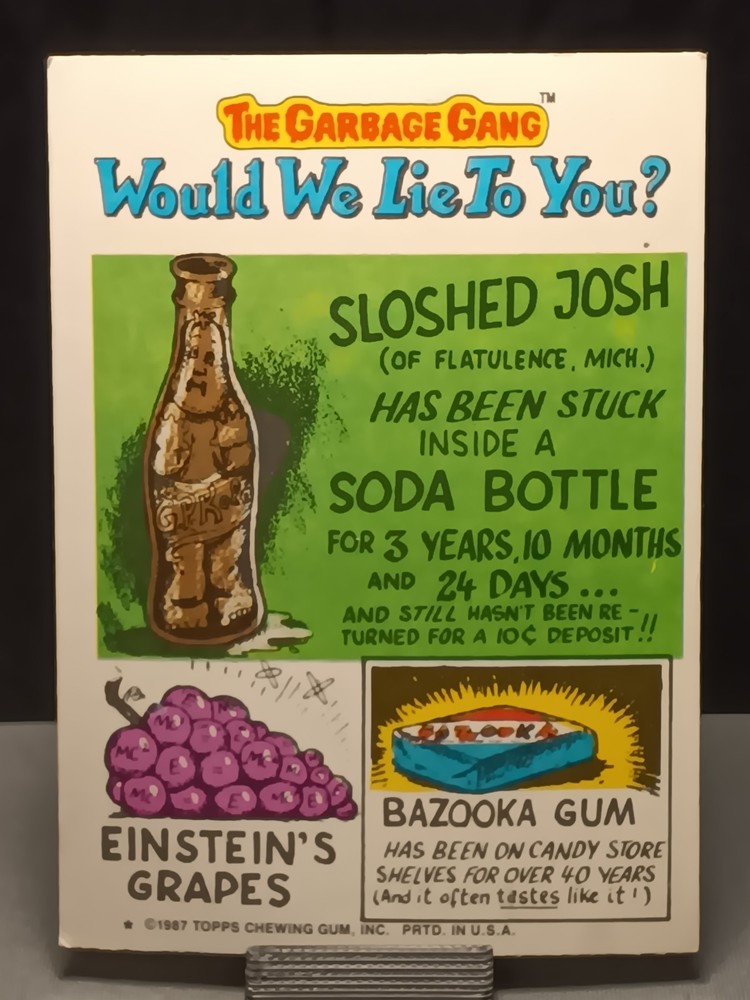 THE GARBAGE GANG™
Would We Lie To You?
SLOSHED JOSH
(OF FLATULENCE, MICH.)
HAS BEEN STUCK
INSIDE A
SODA BOTTLE
FOR 3 YEARS, 10 MONTHS
AND 24 DAYS ...
AND STILL HASN'T BEEN RE-
TURNED FOR A 10¢ DEPOSIT!!
EINSTEIN'S
GRAPES
BAZOOKA
BAZOOKA GUM
HAS BEEN ON CANDY STORE
SHELVES FOR OVER 40 YEARS
(And it often tastes like it!)
* ©1987 TOPPS CHEWING GUM, INC. PRTD. IN U.S.A.